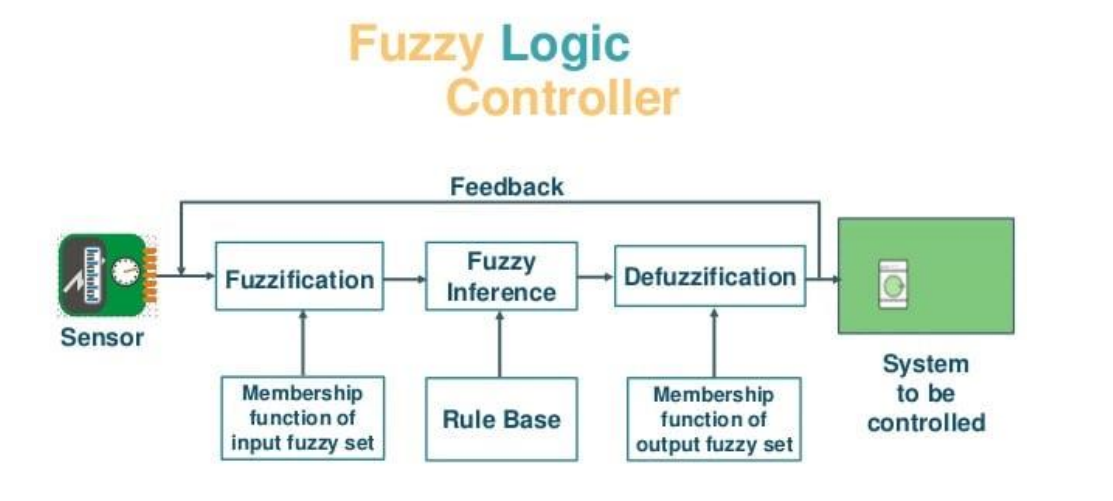 Fuzzy Logic
Controller
Feedback
Sensor
Fuzzification
Fuzzy
Inference
Defuzzification
Membership
function of
input fuzzy set
Rule Base
Membership
function of
output fuzzy set
System
to be
controlled